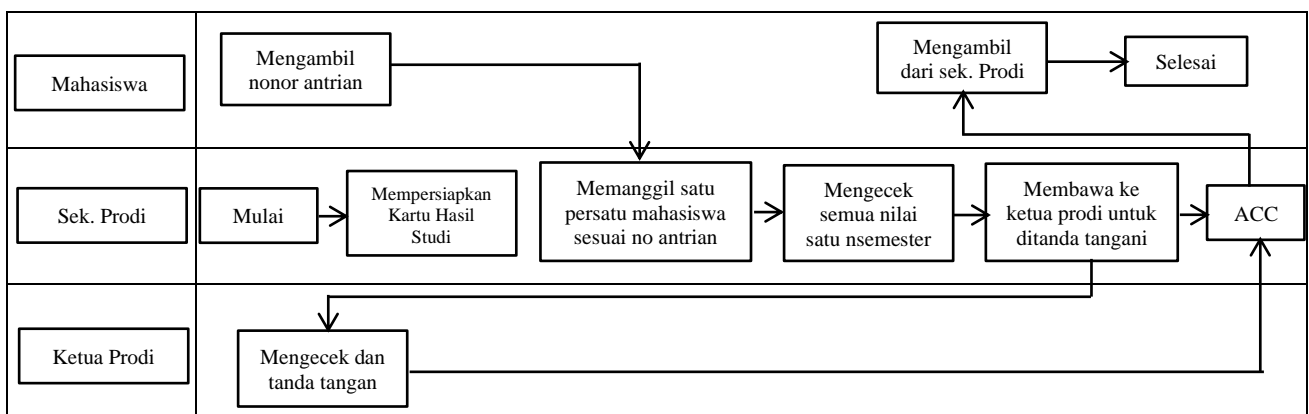 Mahasiswa
Mengambil
nonor antrian
Mengambil
dari sek. Prodi
Selesai
Sek. Prodi
Mulai
Mempersiapkan
Kartu Hasil
Studi
Memanggil satu
persatu mahasiswa
sesuai no antrian
Mengecek
semua nilai
satu nsemester
Membawa ke
ketua prodi untuk
ditanda tangani
ACC
Ketua Prodi
Mengecek dan
tanda tangan